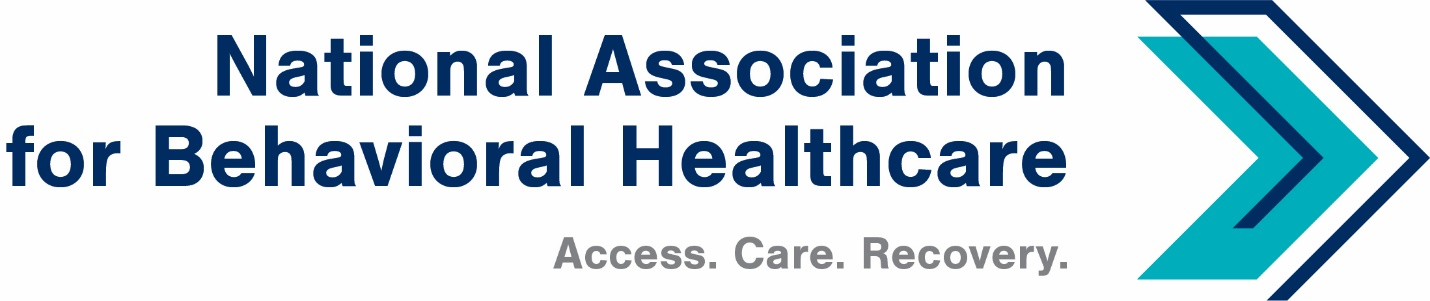 National Association
for Behavioral Healthcare
Access. Care. Recovery.